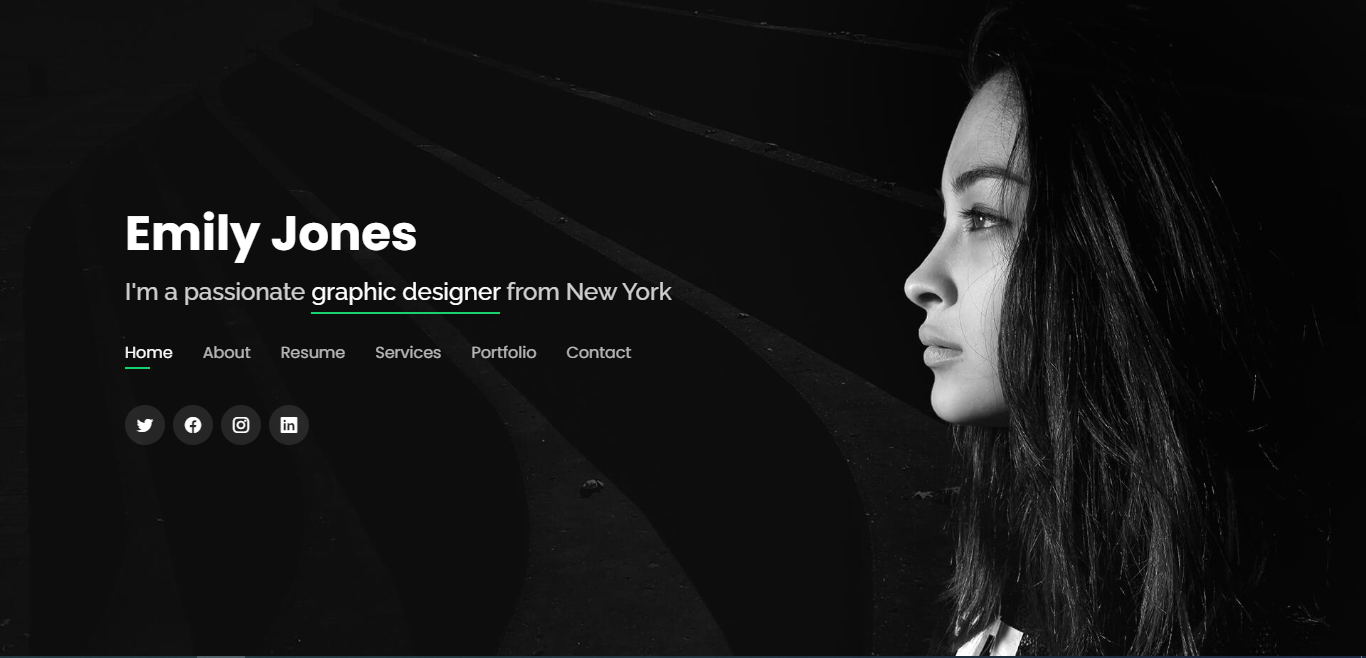 Emily Jones
I'm a passionate graphic designer from New York
Home About Resume Services Portfolio Contact